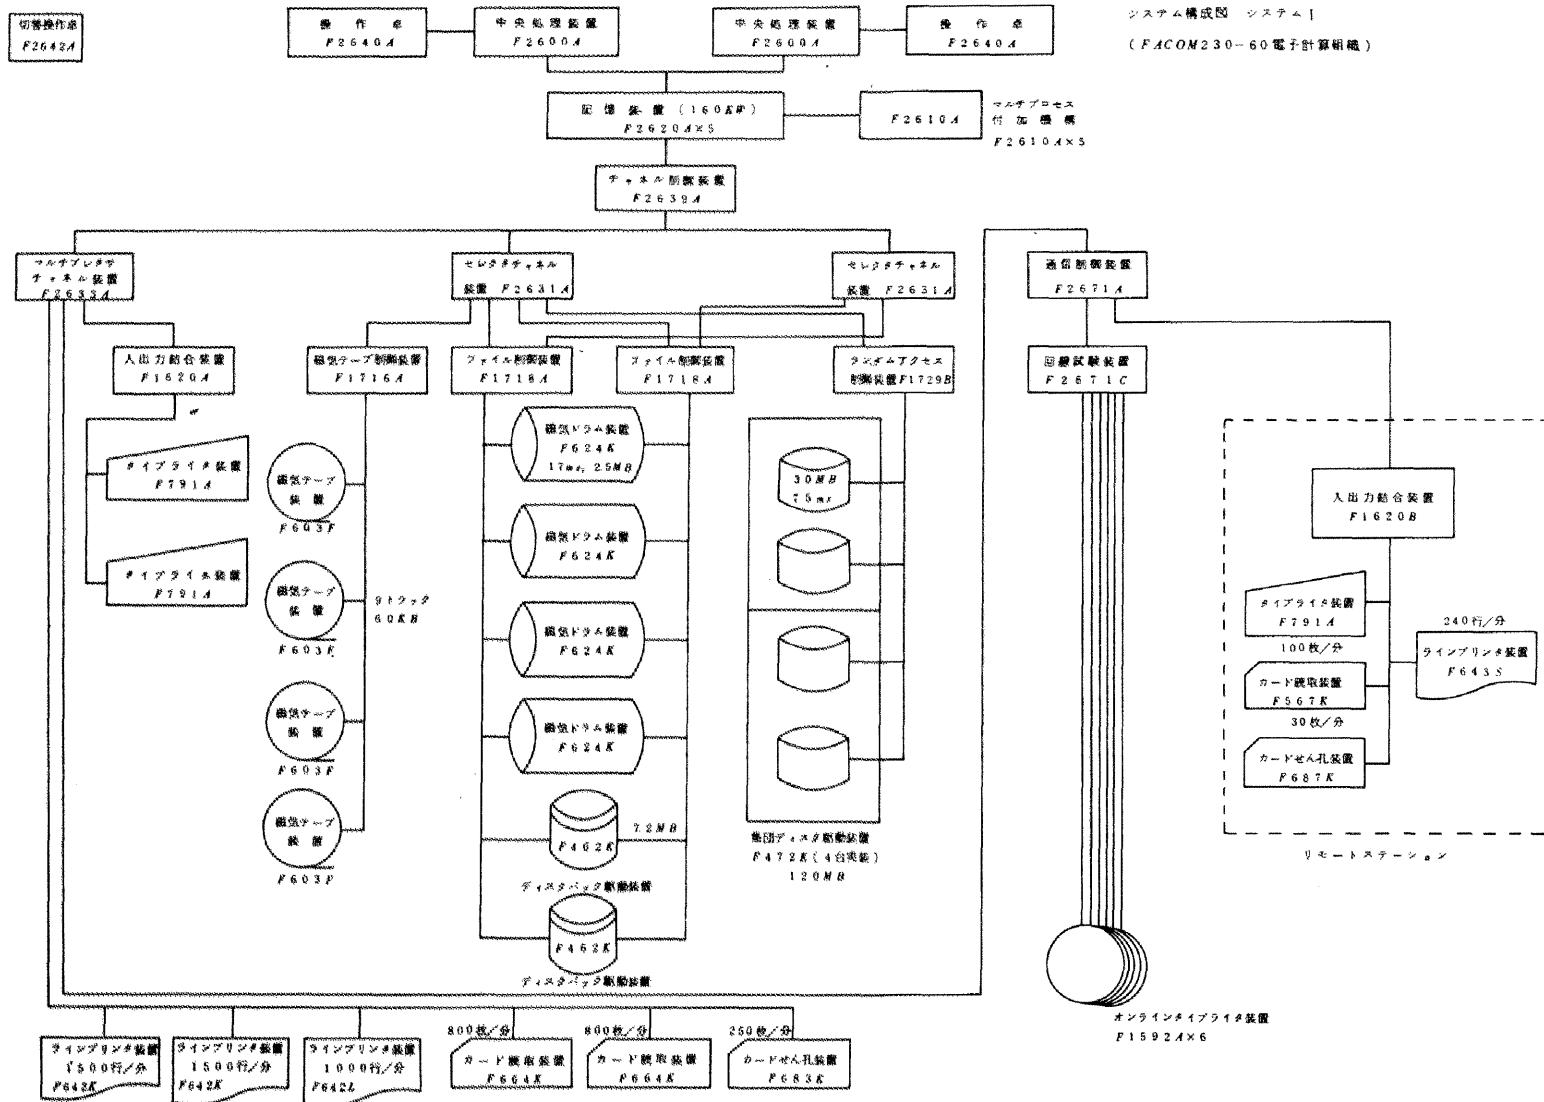 システム構成図 システムI
(FACOM230-60電子計算組織)
切替操作卓
F2642A
操作卓
F2640A
中央処理装置
F2600A
中央処理装置
F2600A
操作卓
F2640A
記憶装置(160KW)
F2620A×5
F2610A
マルチプロセス
付加機構
F2610A×5
チャネル制御装置
F2639A
マルチプレクサ
チャネル装置
F2633A
セレクタチャネル
装置 F2631A
セレクタチャネル
装置 F2631A
通信制御装置
F2671A
入出力結合装置
F1620A
磁気テープ制御装置
F1716A
ファイル制御装置
F1718A
ファイル制御装置
F1718A
ランダムアクセス
制御装置F1729B
回線試験装置
F2671C
タイプライタ装置
F791A
タイプライタ装置
F791A
磁気テープ
装置
F603F
磁気テープ
装置
F603F
磁気テープ
装置
F603F
磁気テープ
装置
F603F
9トラック
60KB
磁気ドラム装置
F624K
17ms, 2.5MB
磁気ドラム装置
F624K
磁気ドラム装置
F624K
磁気ドラム装置
F624K
7.2MB
F462K
ディスクパック駆動装置
F462K
ディスクパック駆動装置
30MB
75ms
集団ディスク駆動装置
F472K(4台実装)
120MB
入出力結合装置
F1620B
タイプライタ装置
F791A
100枚/分
カード読取装置
F567K
30枚/分
カードせん孔装置
F687K
240行/分
ラインプリンタ装置
F643S
リモートステーション
オンラインタイプライタ装置
F1592A×6
ラインプリンタ装置
1500行/分
F642K
ラインプリンタ装置
1500行/分
F642K
ラインプリンタ装置
1000行/分
F642L
800枚/分
カード読取装置
F664K
800枚/分
カード読取装置
F664K
250枚/分
カードせん孔装置
F683K